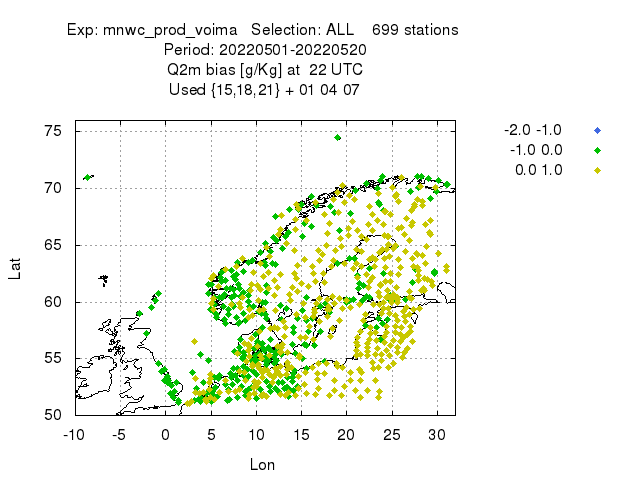 Exp: mnwc_prod_voima Selection: ALL 699 stations
Period: 20220501-20220520
Q2m bias [g/Kg] at 22 UTC
Used {15,18,21} + 01 04 07
-2.0 -1.0
-1.0 0.0
0.0 1.0
75
70
65
60
55
50
Lat
-10 -5 0 5 10 15 20 25 30
Lon